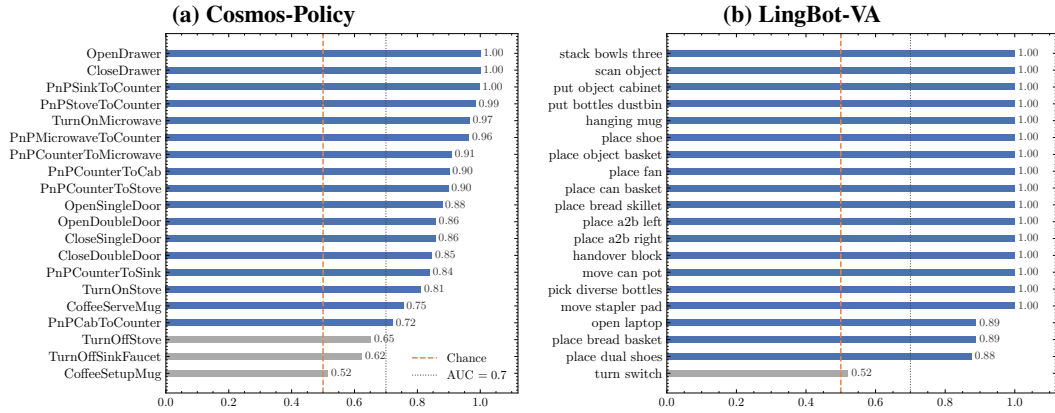 (a) Cosmos-Policy
OpenDrawer 1.00
CloseDrawer 1.00
PnPSinkToCounter 1.00
PnPStoveToCounter 0.99
TurnOnMicrowave 0.97
PnPMicrowaveToCounter 0.96
PnPCounterToMicrowave 0.91
PnPCounterToCab 0.90
PnPCounterToStove 0.90
OpenSingleDoor 0.88
OpenDoubleDoor 0.86
CloseSingleDoor 0.86
CloseDoubleDoor 0.85
PnPCounterToSink 0.84
TurnOnStove 0.81
CoffeeServeMug 0.75
PnPCabToCounter 0.72
TurnOffStove 0.65
TurnOffSinkFaucet 0.62
CoffeeSetupMug 0.52
Chance
AUC = 0.7
0.0 0.2 0.4 0.6 0.8 1.0
(b) LingBot-VA
stack bowls three 1.00
scan object 1.00
put object cabinet 1.00
put bottles dustbin 1.00
hanging mug 1.00
place shoe 1.00
place object basket 1.00
place fan 1.00
place can basket 1.00
place bread skillet 1.00
place a2b left 1.00
place a2b right 1.00
handover block 1.00
move can pot 1.00
pick diverse bottles 1.00
move stapler pad 1.00
open laptop 0.89
place bread basket 0.89
place dual shoes 0.88
turn switch 0.52
0.0 0.2 0.4 0.6 0.8 1.0